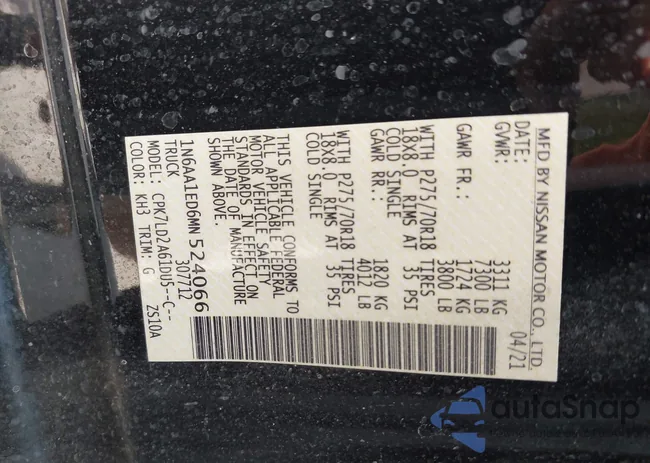 MFD BY NISSAN MOTOR CO., LTD.
DATE: 04/21
GVWR: 3311 KG
7300 LB
GAWR FR: 1724 KG
3800 LB
WITH P275/70R18 TIRES
18X8.0 RIMS AT 35 PSI
COLD SINGLE
GAWR RR: 1820 KG
4012 LB
WITH P275/70R18 TIRES
18X8.0 RIMS AT 35 PSI
COLD SINGLE
THIS VEHICLE CONFORMS TO
ALL APPLICABLE FEDERAL
MOTOR VEHICLE SAFETY
STANDARDS IN EFFECT ON
THE DATE OF MANUFACTURE
SHOWN ABOVE.
1N6AA1ED6MN524066
TRUCK 307712
MODEL: CPK7LD2A61DU5--C--
COLOR: KH3 TRIM: G ZS10A
autoSnap